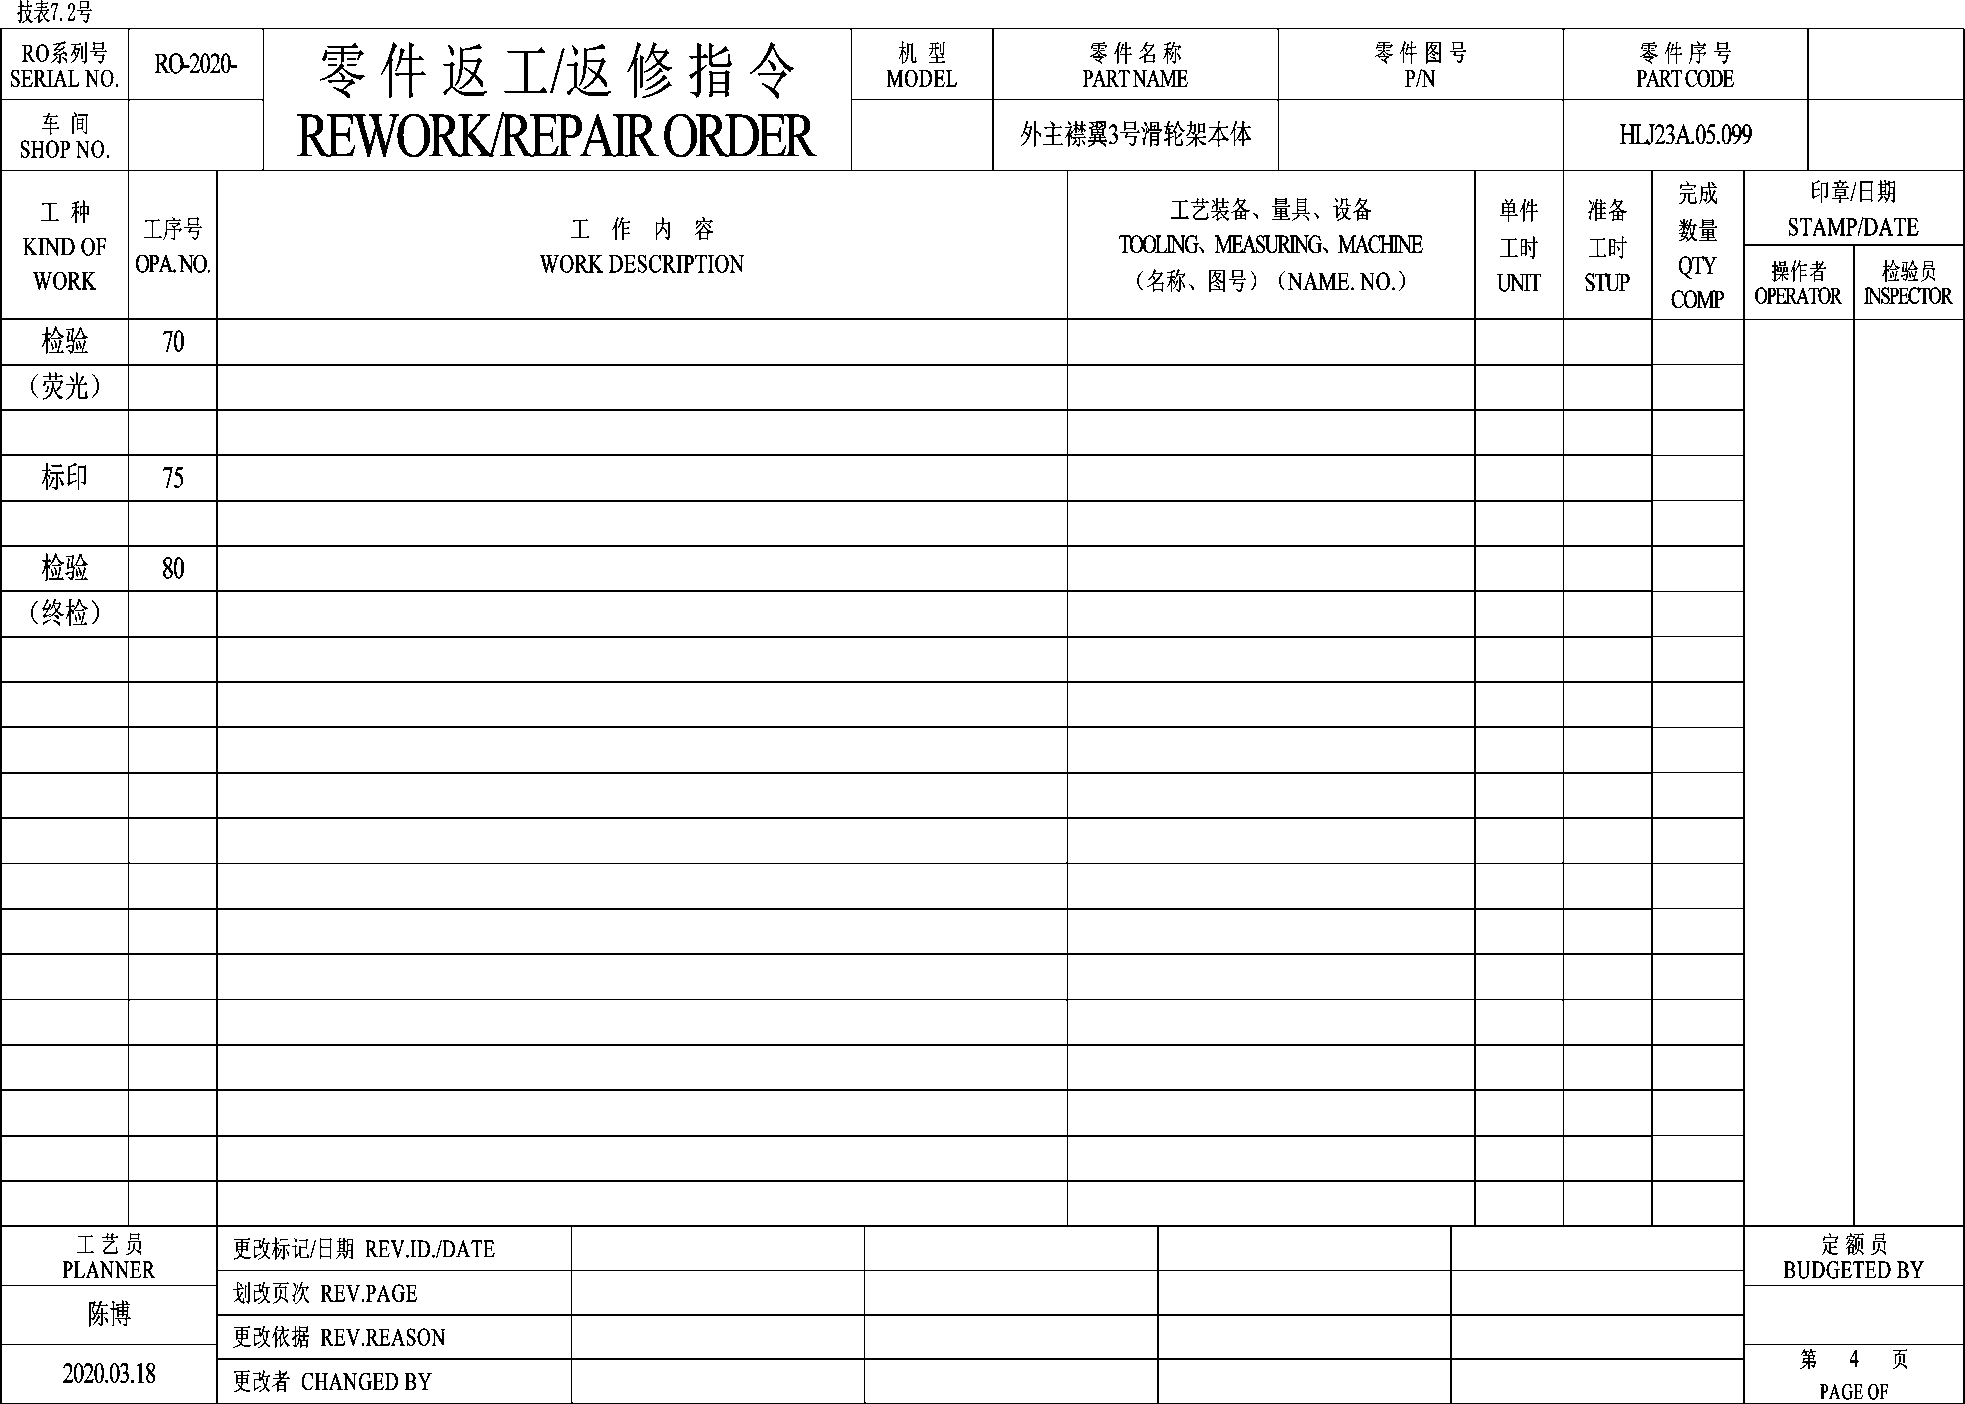 技表7.2号
RO系列号
SERIAL NO.
RO-2020-
零件返工/返修指令
REWORK/REPAIR ORDER
机 型
MODEL
零件名称
PART NAME
零件图号
P/N
零件序号
PART CODE
车 间
SHOP NO.
外主襟翼3号滑轮架本体
HLJ23A.05.099
工 种
KIND OF
WORK
工序号
OPA. NO.
工 作 内 容
WORK DESCRIPTION
工艺装备、量具、设备
TOOLING、MEASURING、MACHINE
（名称、图号）（NAME. NO.）
单件
工时
UNIT
准备
工时
STUP
完成
数量
QTY
COMP
印章/日期
STAMP/DATE
操作者
OPERATOR
检验员
INSPECTOR
检验 70
（荧光）
标印 75
检验 80
（终检）
工艺员
PLANNER
陈博
2020.03.18
更改标记/日期 REV.ID./DATE
划改页次 REV.PAGE
更改依据 REV.REASON
更改者 CHANGED BY
定额员
BUDGETED BY
第 4 页
PAGE OF